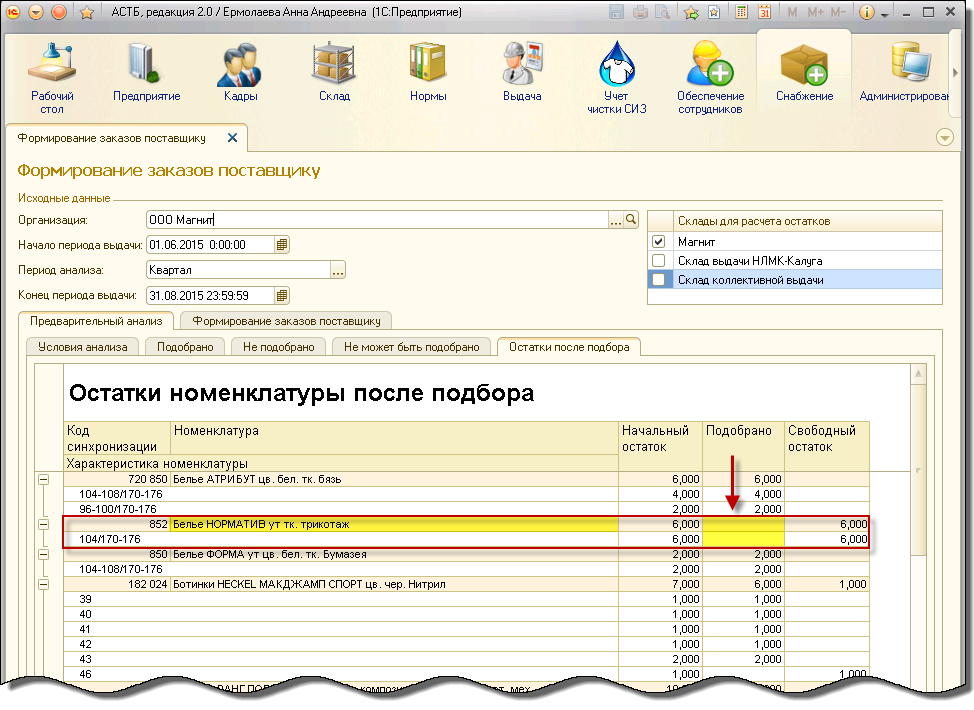 АСТБ, редакция 2.0 / Ермолаева Анна Андреевна (1С:Предприятие)
M M+ M-
Рабочий стол
Предприятие
Кадры
Склад
Нормы
Выдача
Учет чистки СИЗ
Обеспечение сотрудников
Снабжение
Администрирован
Формирование заказов поставщику
Формирование заказов поставщику
Исходные данные
Организация: ООО Магнит
Начало периода выдачи: 01.06.2015 0:00:00
Период анализа: Квартал
Конец периода выдачи: 31.08.2015 23:59:59
Склады для расчета остатков
Магнит
Склад выдачи НЛМК-Калуга
Склад коллективной выдачи
Предварительный анализ Формирование заказов поставщику
Условия анализа Подобрано Не подобрано Не может быть подобрано Остатки после подбора
Остатки номенклатуры после подбора
Код синхронизации Номенклатура Начальный остаток Подобрано Свободный остаток
Характеристика номенклатуры
720 850 Белье АТРИБУТ цв. бел. тк. бязь 6,000 6,000
104-108/170-176 4,000 4,000
96-100/170-176 2,000 2,000
852 Белье НОРМАТИВ ут тк. трикотаж 6,000 6,000
104/170-176 6,000 6,000
850 Белье ФОРМА ут цв. бел. тк. Бумазея 2,000 2,000
104-108/170-176 2,000 2,000
182 024 Ботинки HECKEL МАКДЖАМП СПОРТ цв. чер. Нитрил 7,000 6,000 1,000
39 1,000 1,000
40 1,000 1,000
41 1,000 1,000
42 1,000 1,000
43 2,000 2,000
46 1,000 1,000